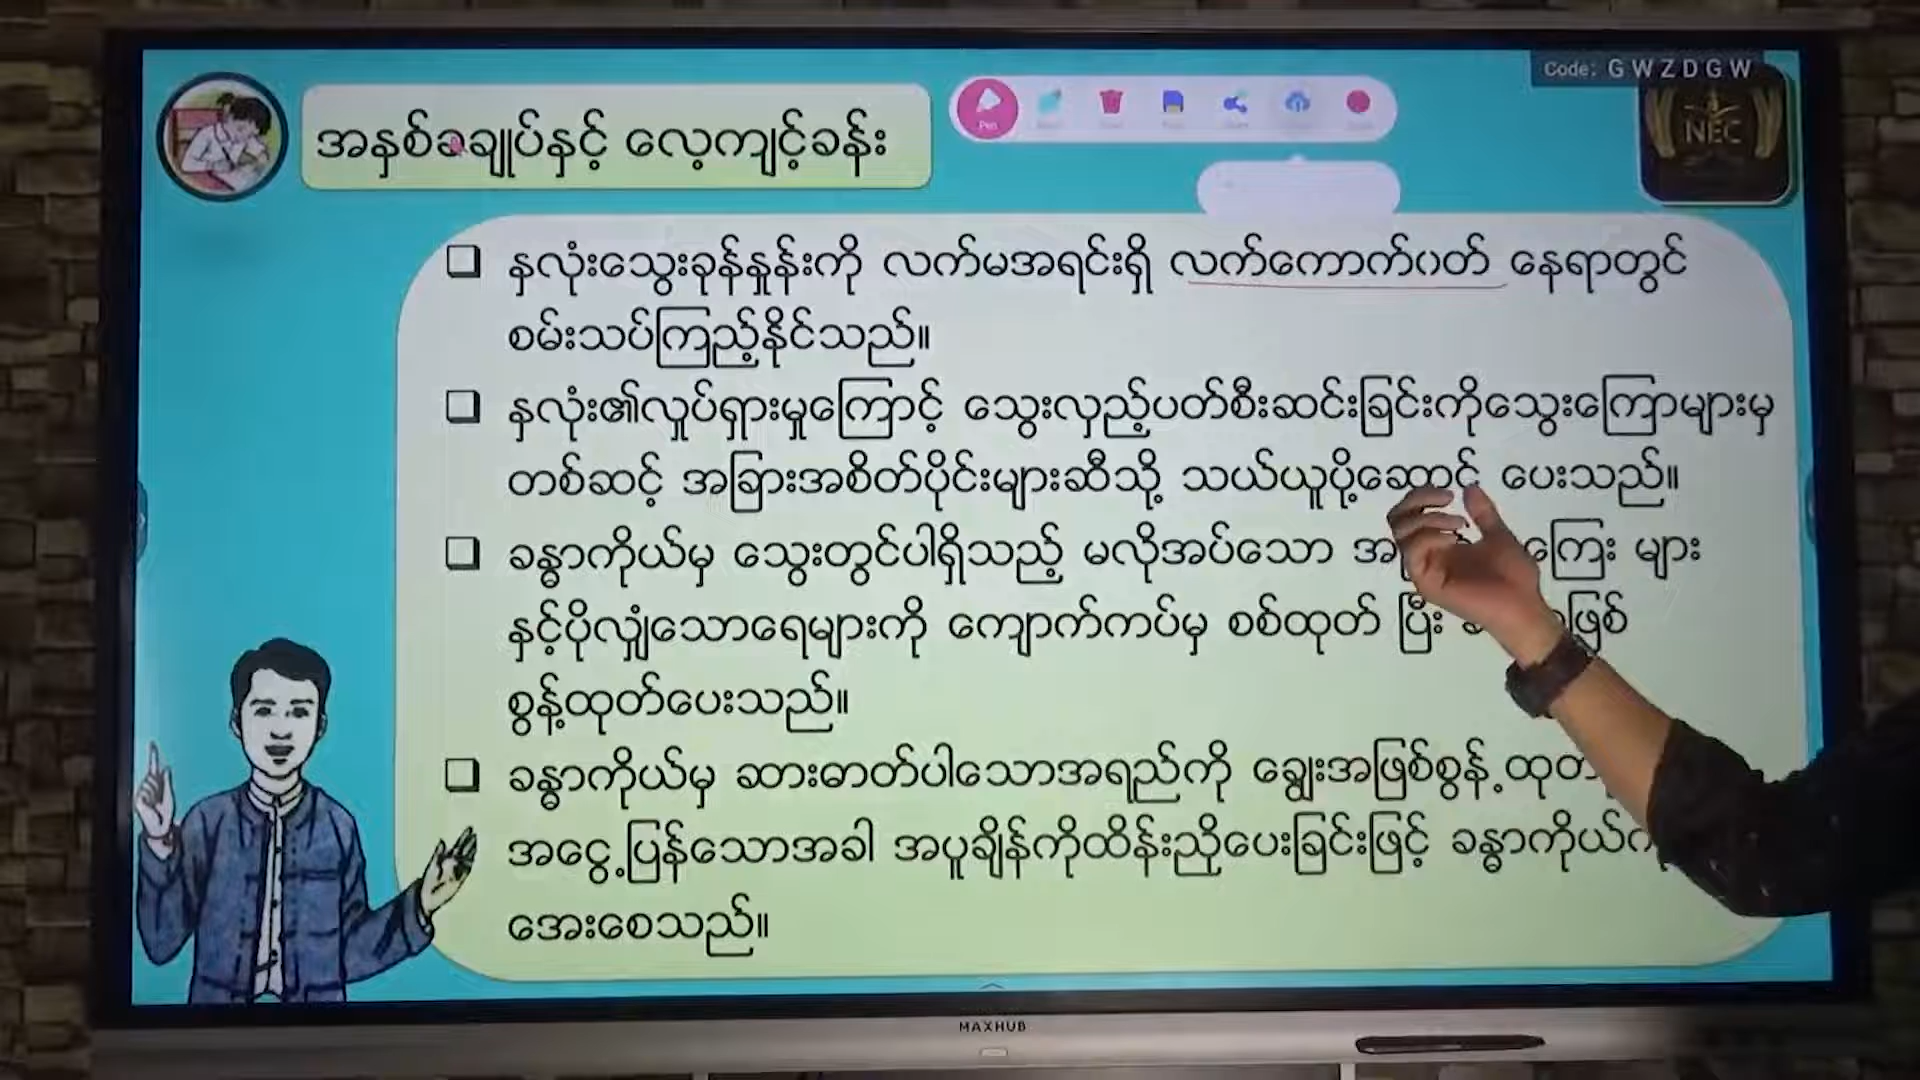 Code: G W Z D G W
အနှစ်ချုပ်နှင့် လေ့ကျင့်ခန်း
Pen
NEC
❑ နှလုံးသွေးခုန်နှုန်းကို လက်မအရင်းရှိ လက်ကောက်ဝတ် နေရာတွင်
စမ်းသပ်ကြည့်နိုင်သည်။
❑ နှလုံး၏လှုပ်ရှားမှုကြောင့် သွေးလှည့်ပတ်စီးဆင်းခြင်းကိုသွေးကြောများမှ
တစ်ဆင့် အခြားအစိတ်ပိုင်းများဆီသို့ သယ်ယူပို့ဆောင် ပေးသည်။
❑ ခန္ဓာကိုယ်မှ သွေးတွင်ပါရှိသည့် မလိုအပ်သော များ
နှင့်ပိုလျှံသောရေများကို ကျောက်ကပ်မှ စစ်ထုတ် ပြီး
စွန့်ထုတ်ပေးသည်။
❑ ခန္ဓာကိုယ်မှ ဆားဓာတ်ပါသောအရည်ကို ချွေးအဖြစ်စွန့်
အငွေ့ပြန်သောအခါ အပူချိန်ကိုထိန်းညှိပေးခြင်းဖြင့်
အေးစေသည်။
MAXHUB